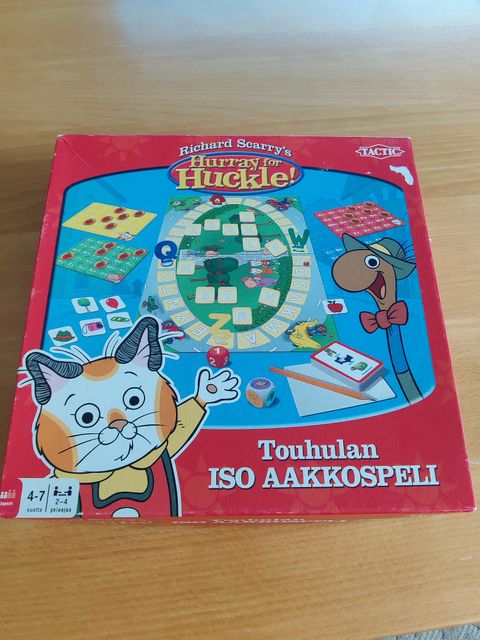 Richard Scarry's
Hurray for
Huckle!
TACTIC
Q
W
Z
Touhulan
ISO AAKKOSPELI
4-7
vuotta
2-4
pelaajaa